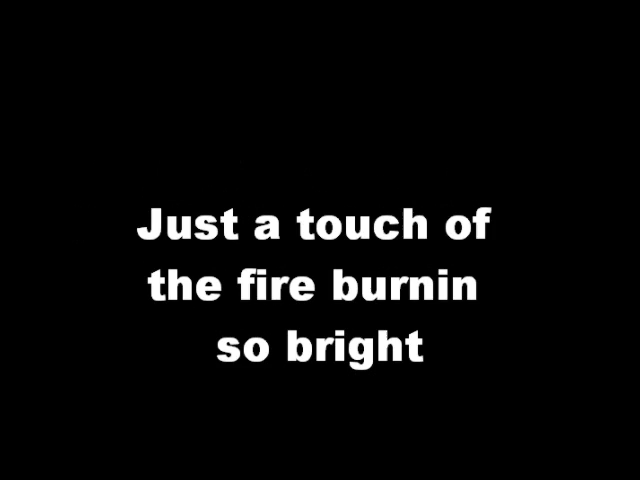 Just a touch of
the fire burnin
so bright